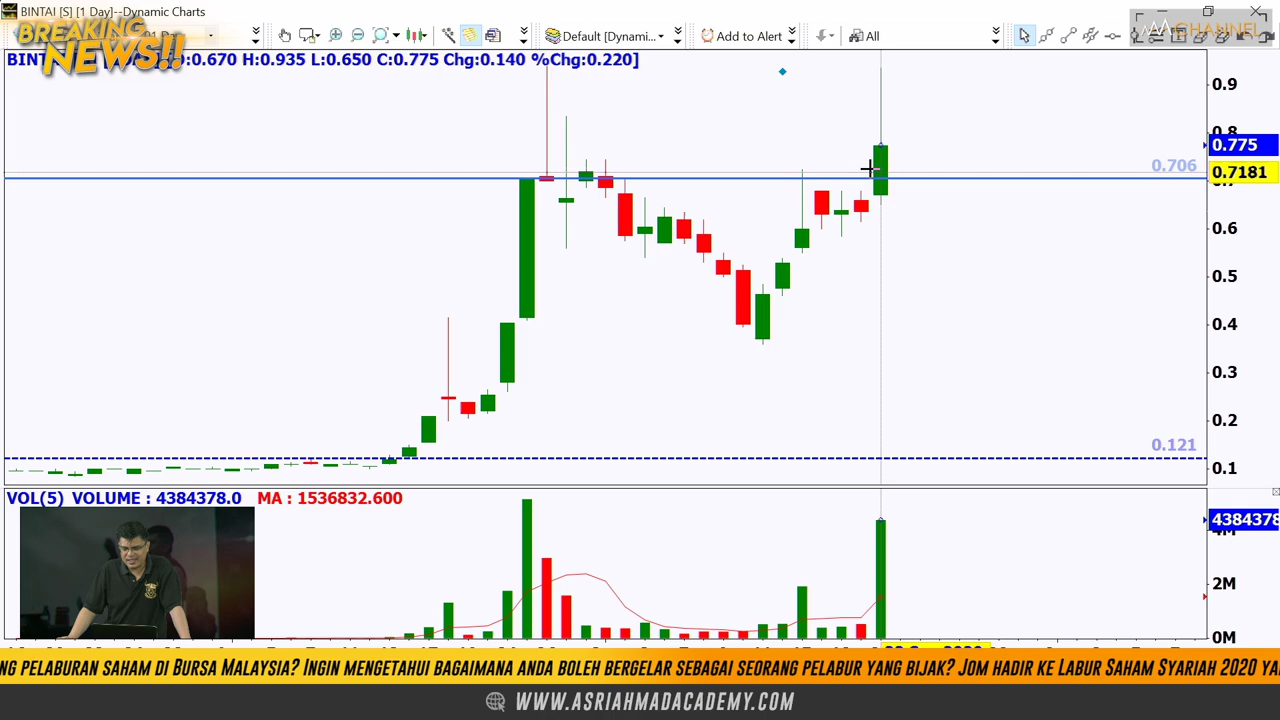 BINTAI [S] [1 Day]--Dynamic Charts
BREAKING
NEWS!!
Default [Dynami...
Add to Alert
All
CHANNEL
O:0.670 H:0.935 L:0.650 C:0.775 Chg:0.140 %Chg:0.220]
0.9
0.8
0.775
0.706
0.7181
0.6
0.5
0.4
0.3
0.2
0.121
0.1
VOL(5) VOLUME : 4384378.0 MA : 1536832.600
4384378
2M
0M
NG PELABURAN SAHAM DI BURSA MALAYSIA? INGIN MENGETAHUI BAGAIMANA ANDA BOLEH BERGELAR SEBAGAI SEORANG PELABUR YANG BIJAK? JOM HADIR KE LABUR SAHAM SYARIAH 2020 YA
WWW.ASRIAHMADACADEMY.COM